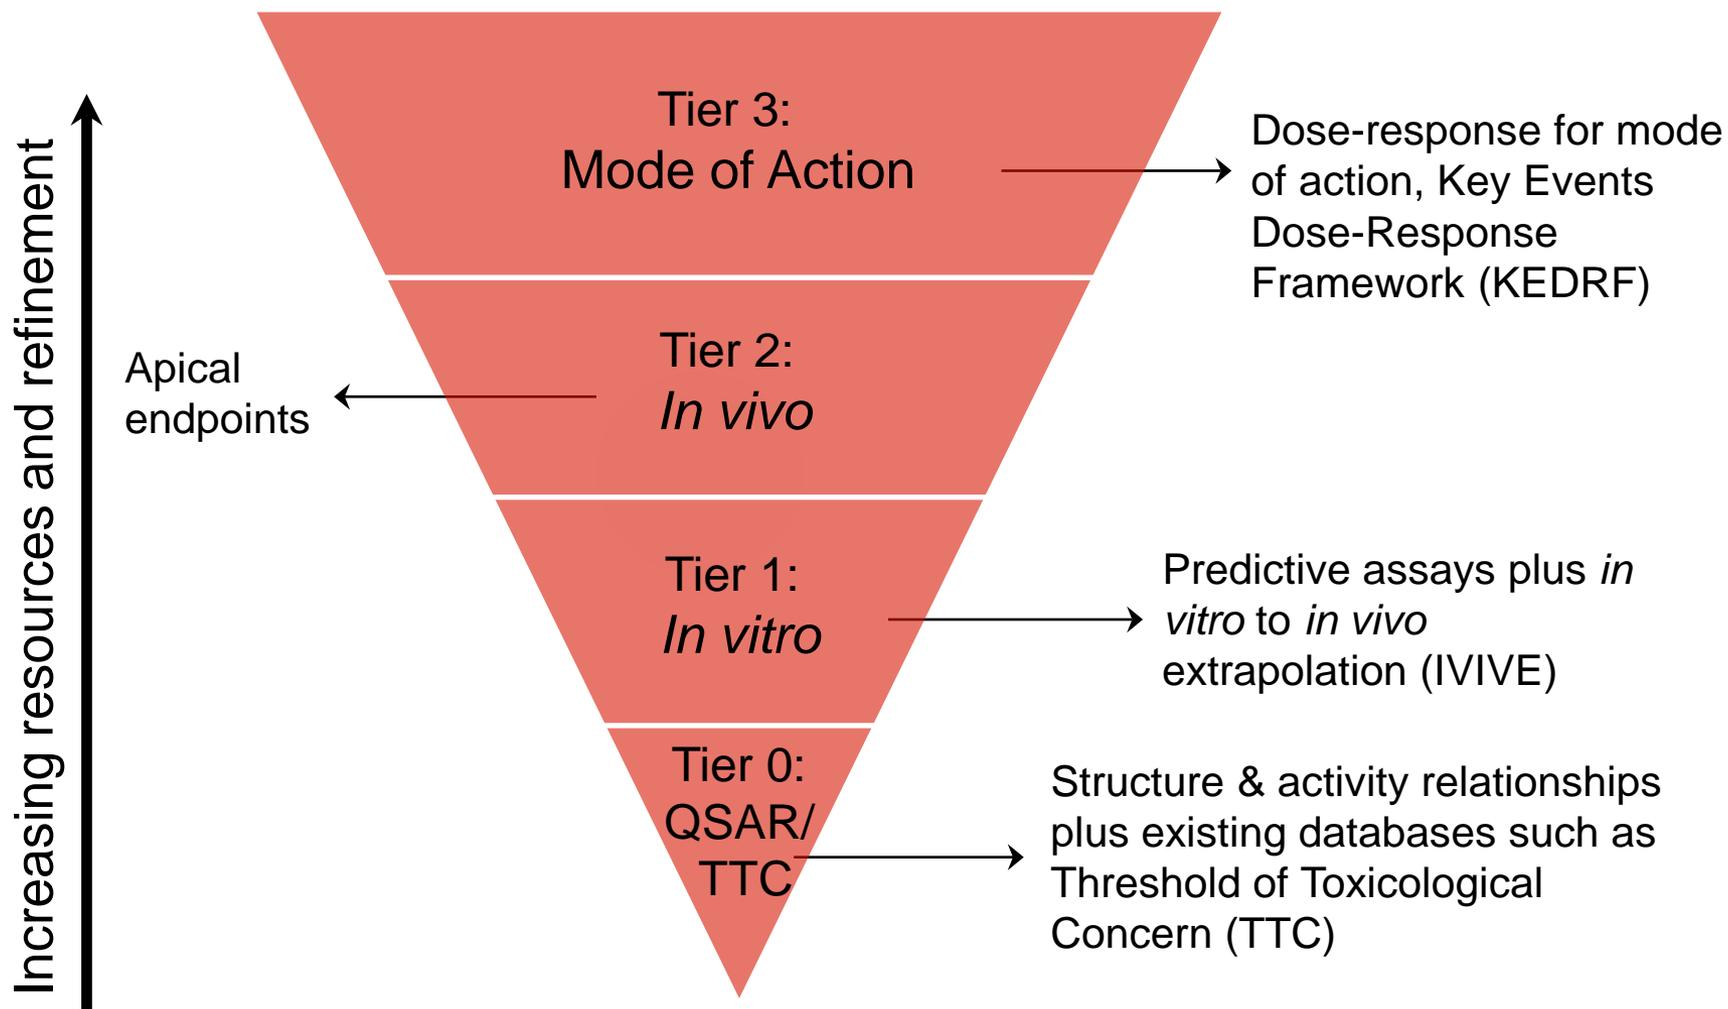 Increasing resources and refinement
Tier 3:
Mode of Action
Dose-response for mode
of action, Key Events
Dose-Response
Framework (KEDRF)
Tier 2:
In vivo
Apical
endpoints
Tier 1:
In vitro
Predictive assays plus in
vitro to in vivo
extrapolation (IVIVE)
Tier 0:
QSAR/
TTC
Structure & activity relationships
plus existing databases such as
Threshold of Toxicological
Concern (TTC)